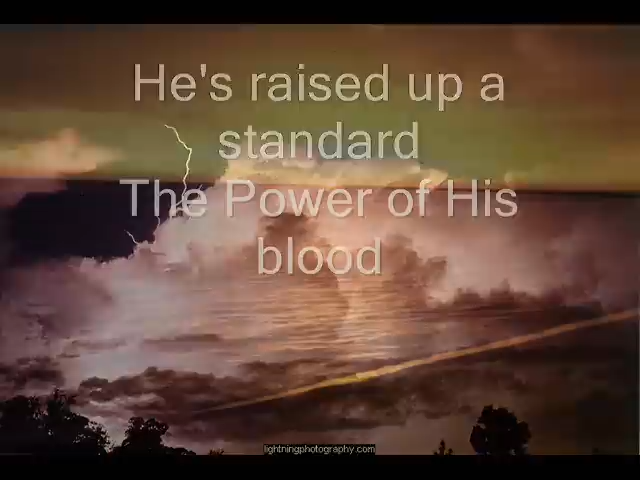 He's raised up a
standard
The Power of His
blood
lightningphotography.com